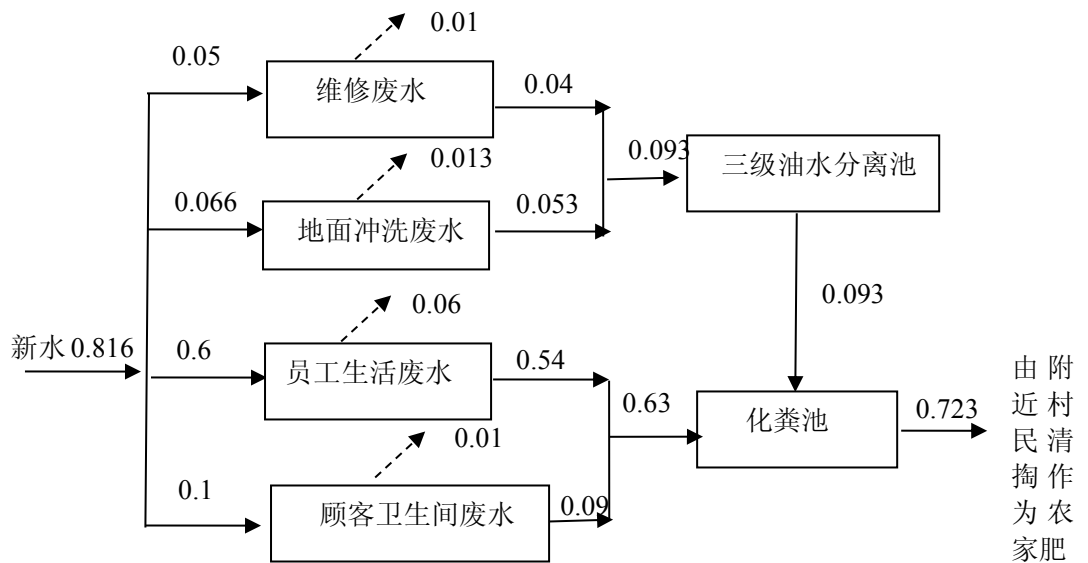 0.01
0.05
维修废水
0.04
0.013
0.093
三级油水分离池
0.066
地面冲洗废水
0.053
0.06
0.093
新水 0.816
0.6
员工生活废水
0.54
0.63
化粪池
0.723
0.01
0.1
顾客卫生间废水
0.09
由附
近村
民清
掏作
为农
家肥